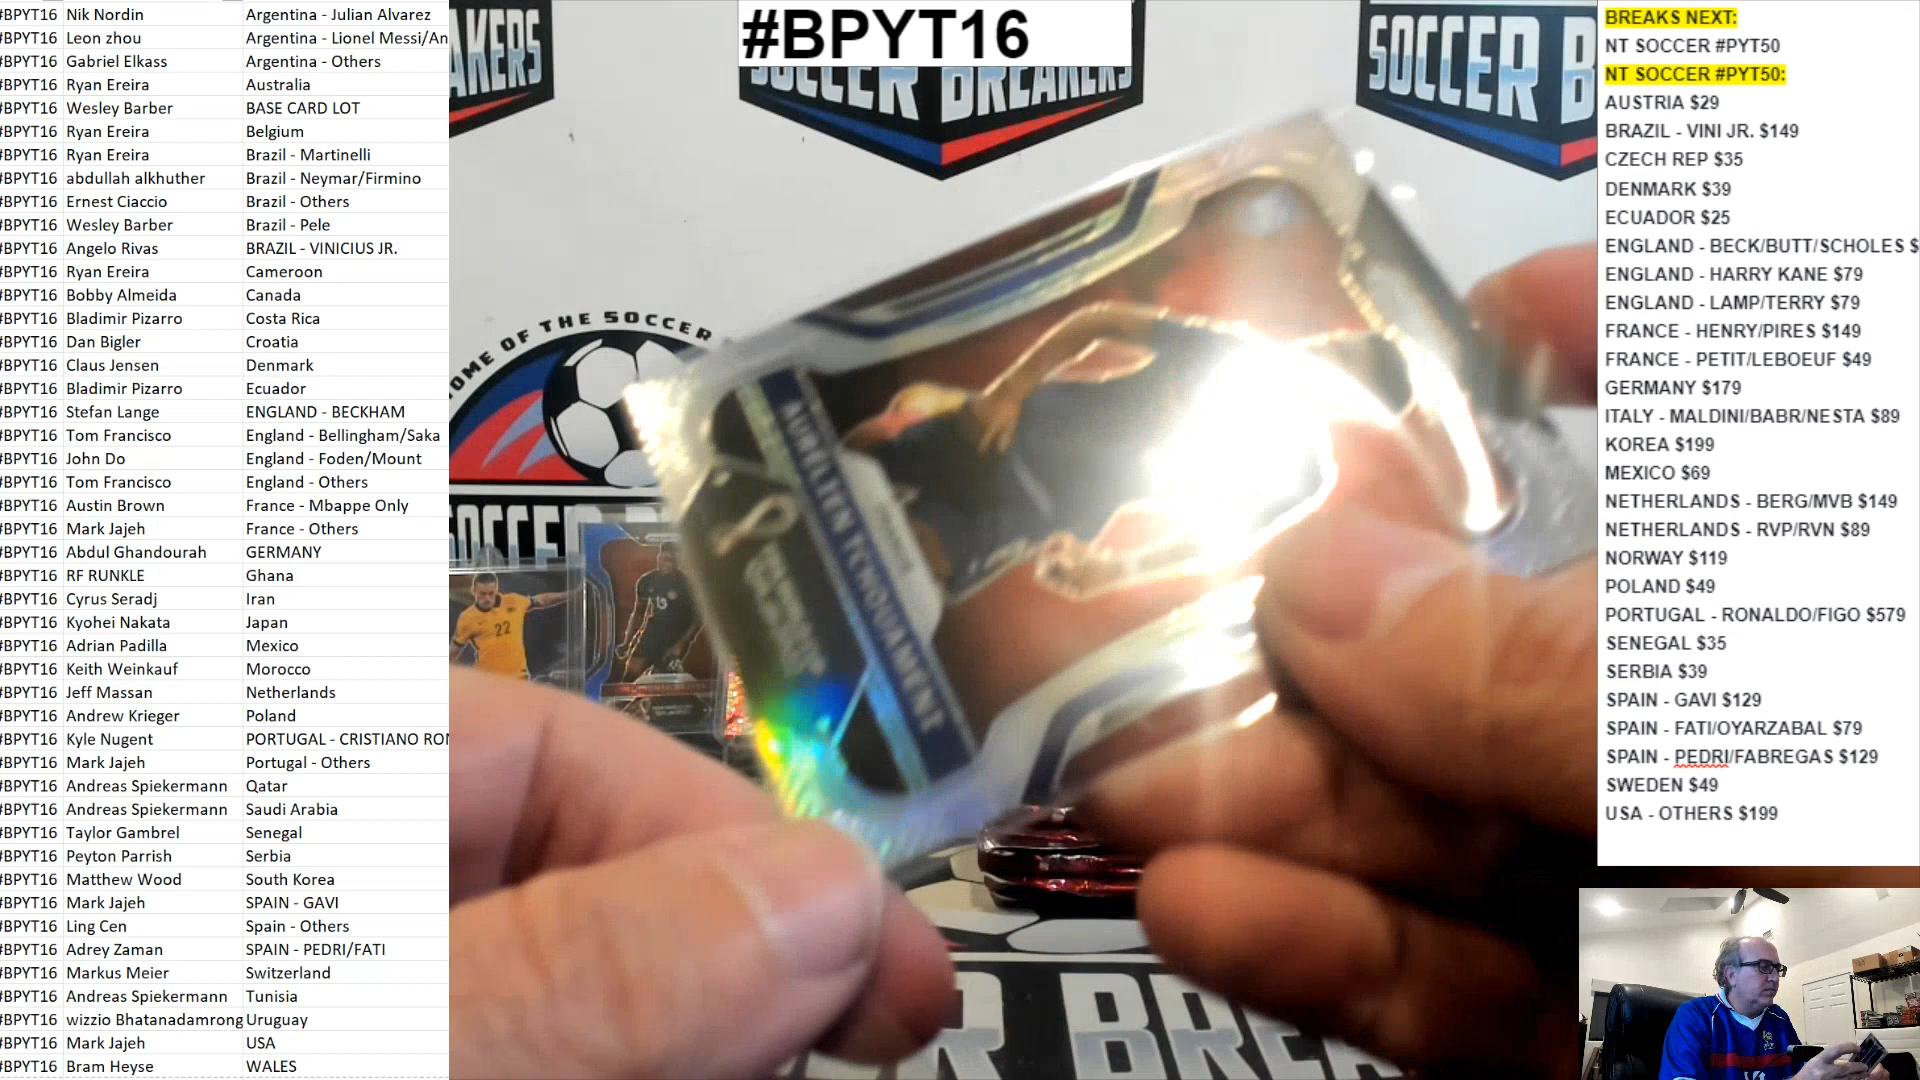 #BPYT16 Nik Nordin Argentina - Julian Alvarez
#BPYT16 Leon zhou Argentina - Lionel Messi/An
#BPYT16 Gabriel Elkass Argentina - Others
#BPYT16 Ryan Ereira Australia
#BPYT16 Wesley Barber BASE CARD LOT
#BPYT16 Ryan Ereira Belgium
#BPYT16 Ryan Ereira Brazil - Martinelli
#BPYT16 abdullah alkhuther Brazil - Neymar/Firmino
#BPYT16 Ernest Ciaccio Brazil - Others
#BPYT16 Wesley Barber Brazil - Pele
#BPYT16 Angelo Rivas BRAZIL - VINICIUS JR.
#BPYT16 Ryan Ereira Cameroon
#BPYT16 Bobby Almeida Canada
#BPYT16 Bladimir Pizarro Costa Rica
#BPYT16 Dan Bigler Croatia
#BPYT16 Claus Jensen Denmark
#BPYT16 Bladimir Pizarro Ecuador
#BPYT16 Stefan Lange ENGLAND - BECKHAM
#BPYT16 Tom Francisco England - Bellingham/Saka
#BPYT16 John Do England - Foden/Mount
#BPYT16 Tom Francisco England - Others
#BPYT16 Austin Brown France - Mbappe Only
#BPYT16 Mark Jajeh France - Others
#BPYT16 Abdul Ghandourah GERMANY
#BPYT16 RF RUNKLE Ghana
#BPYT16 Cyrus Seradj Iran
#BPYT16 Kyohei Nakata Japan
#BPYT16 Adrian Padilla Mexico
#BPYT16 Keith Weinkauf Morocco
#BPYT16 Jeff Massan Netherlands
#BPYT16 Andrew Krieger Poland
#BPYT16 Kyle Nugent PORTUGAL - CRISTIANO RON
#BPYT16 Mark Jajeh Portugal - Others
#BPYT16 Andreas Spiekermann Qatar
#BPYT16 Andreas Spiekermann Saudi Arabia
#BPYT16 Taylor Gambrel Senegal
#BPYT16 Peyton Parrish Serbia
#BPYT16 Matthew Wood South Korea
#BPYT16 Mark Jajeh SPAIN - GAVI
#BPYT16 Ling Cen Spain - Others
#BPYT16 Adrey Zaman SPAIN - PEDRI/FATI
#BPYT16 Markus Meier Switzerland
#BPYT16 Andreas Spiekermann Tunisia
#BPYT16 wizzio Bhatanadamrong Uruguay
#BPYT16 Mark Jajeh USA
#BPYT16 Bram Heyse WALES
#BPYT16
AKERS
SOCCER BREAKERS
SOCCER B
OME OF THE SOCCER
SOCCE
22
13
AURELIEN TCHOUAMENI
R BREA
BREAKS NEXT:
NT SOCCER #PYT50
NT SOCCER #PYT50:
AUSTRIA $29
BRAZIL - VINI JR. $149
CZECH REP $35
DENMARK $39
ECUADOR $25
ENGLAND - BECK/BUTT/SCHOLES $
ENGLAND - HARRY KANE $79
ENGLAND - LAMP/TERRY $79
FRANCE - HENRY/PIRES $149
FRANCE - PETIT/LEBOEUF $49
GERMANY $179
ITALY - MALDINI/BABR/NESTA $89
KOREA $199
MEXICO $69
NETHERLANDS - BERG/MVB $149
NETHERLANDS - RVP/RVN $89
NORWAY $119
POLAND $49
PORTUGAL - RONALDO/FIGO $579
SENEGAL $35
SERBIA $39
SPAIN - GAVI $129
SPAIN - FATI/OYARZABAL $79
SPAIN - PEDRI/FABREGAS $129
SWEDEN $49
USA - OTHERS $199